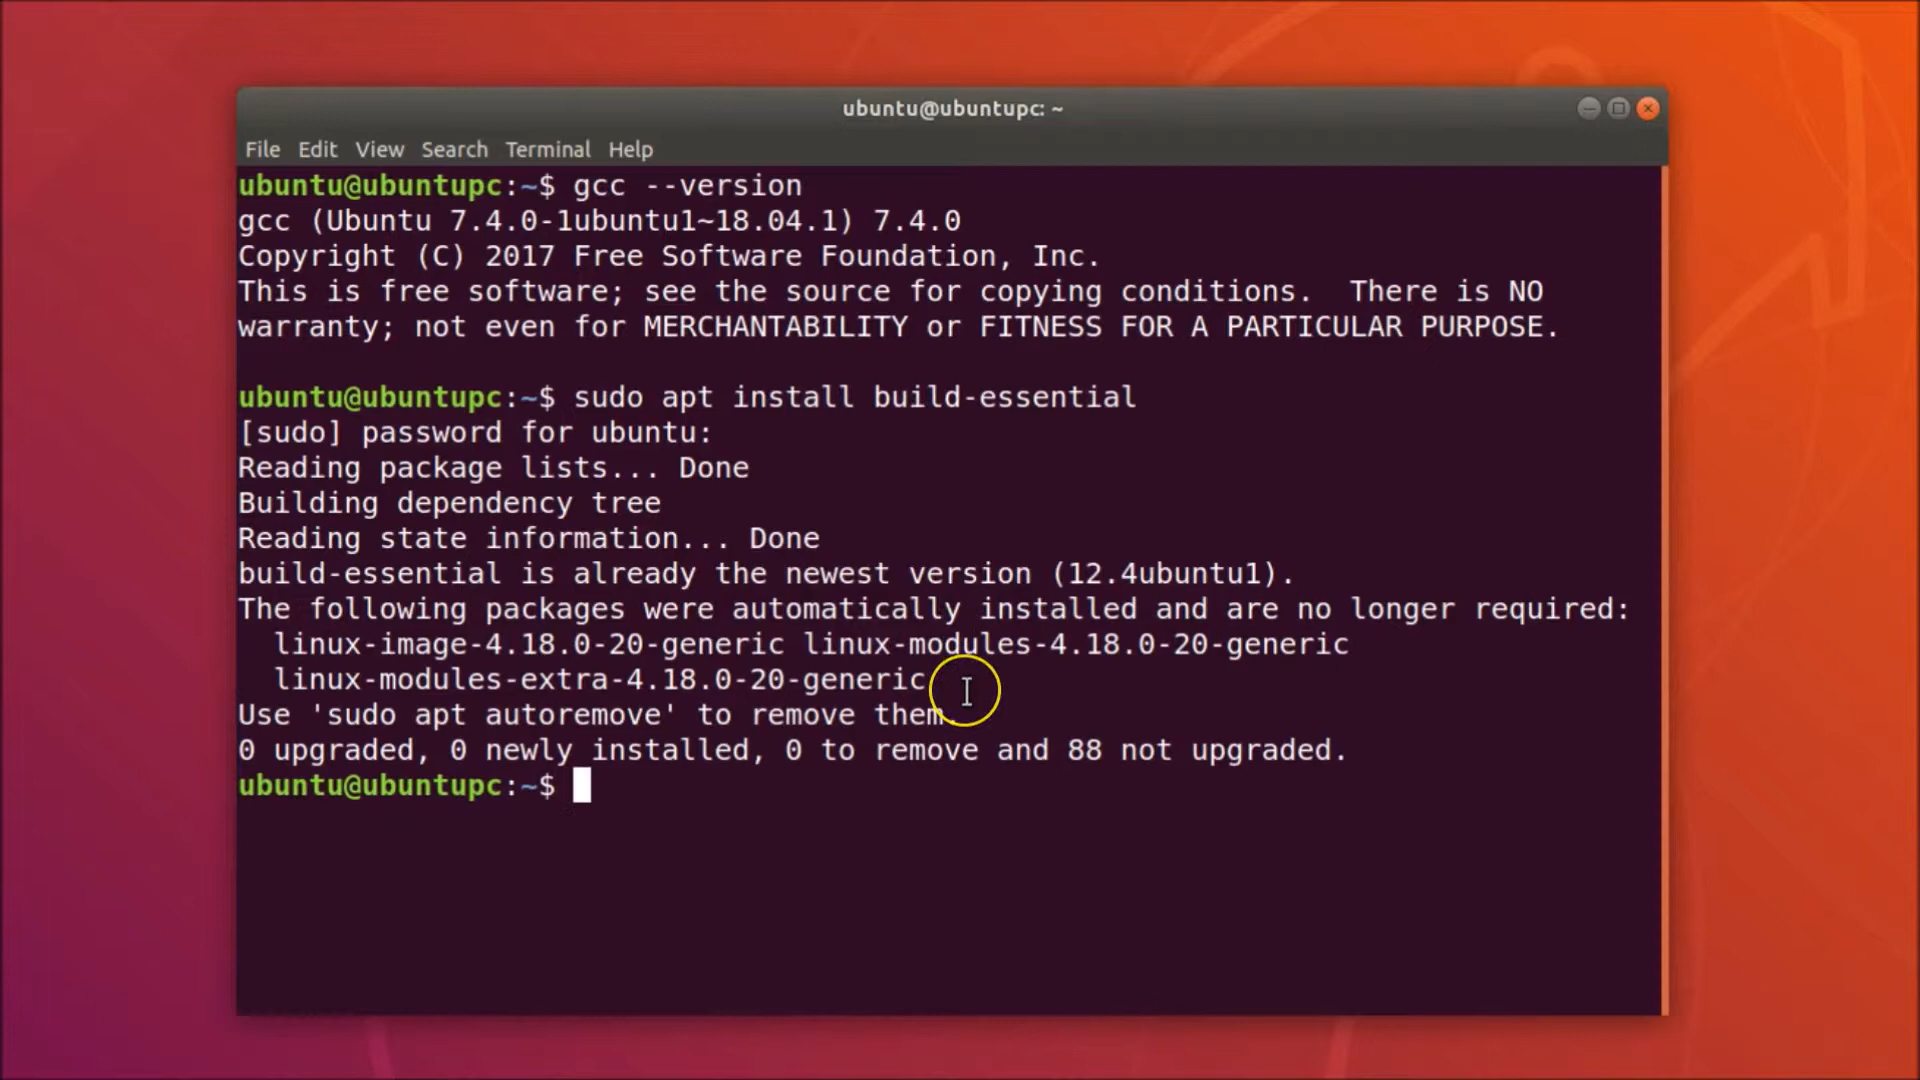 ubuntu@ubuntupc: ~
File Edit View Search Terminal Help
ubuntu@ubuntupc:~$ gcc --version
gcc (Ubuntu 7.4.0-1ubuntu1~18.04.1) 7.4.0
Copyright (C) 2017 Free Software Foundation, Inc.
This is free software; see the source for copying conditions.  There is NO
warranty; not even for MERCHANTABILITY or FITNESS FOR A PARTICULAR PURPOSE.
ubuntu@ubuntupc:~$ sudo apt install build-essential
[sudo] password for ubuntu:
Reading package lists... Done
Building dependency tree
Reading state information... Done
build-essential is already the newest version (12.4ubuntu1).
The following packages were automatically installed and are no longer required:
  linux-image-4.18.0-20-generic linux-modules-4.18.0-20-generic
  linux-modules-extra-4.18.0-20-generic
Use 'sudo apt autoremove' to remove them.
0 upgraded, 0 newly installed, 0 to remove and 88 not upgraded.
ubuntu@ubuntupc:~$